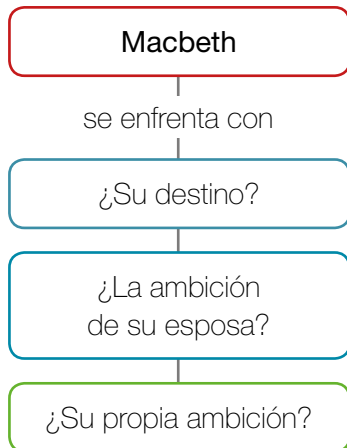 Macbeth
se enfrenta con
¿Su destino?
¿La ambición
de su esposa?
¿Su propia ambición?